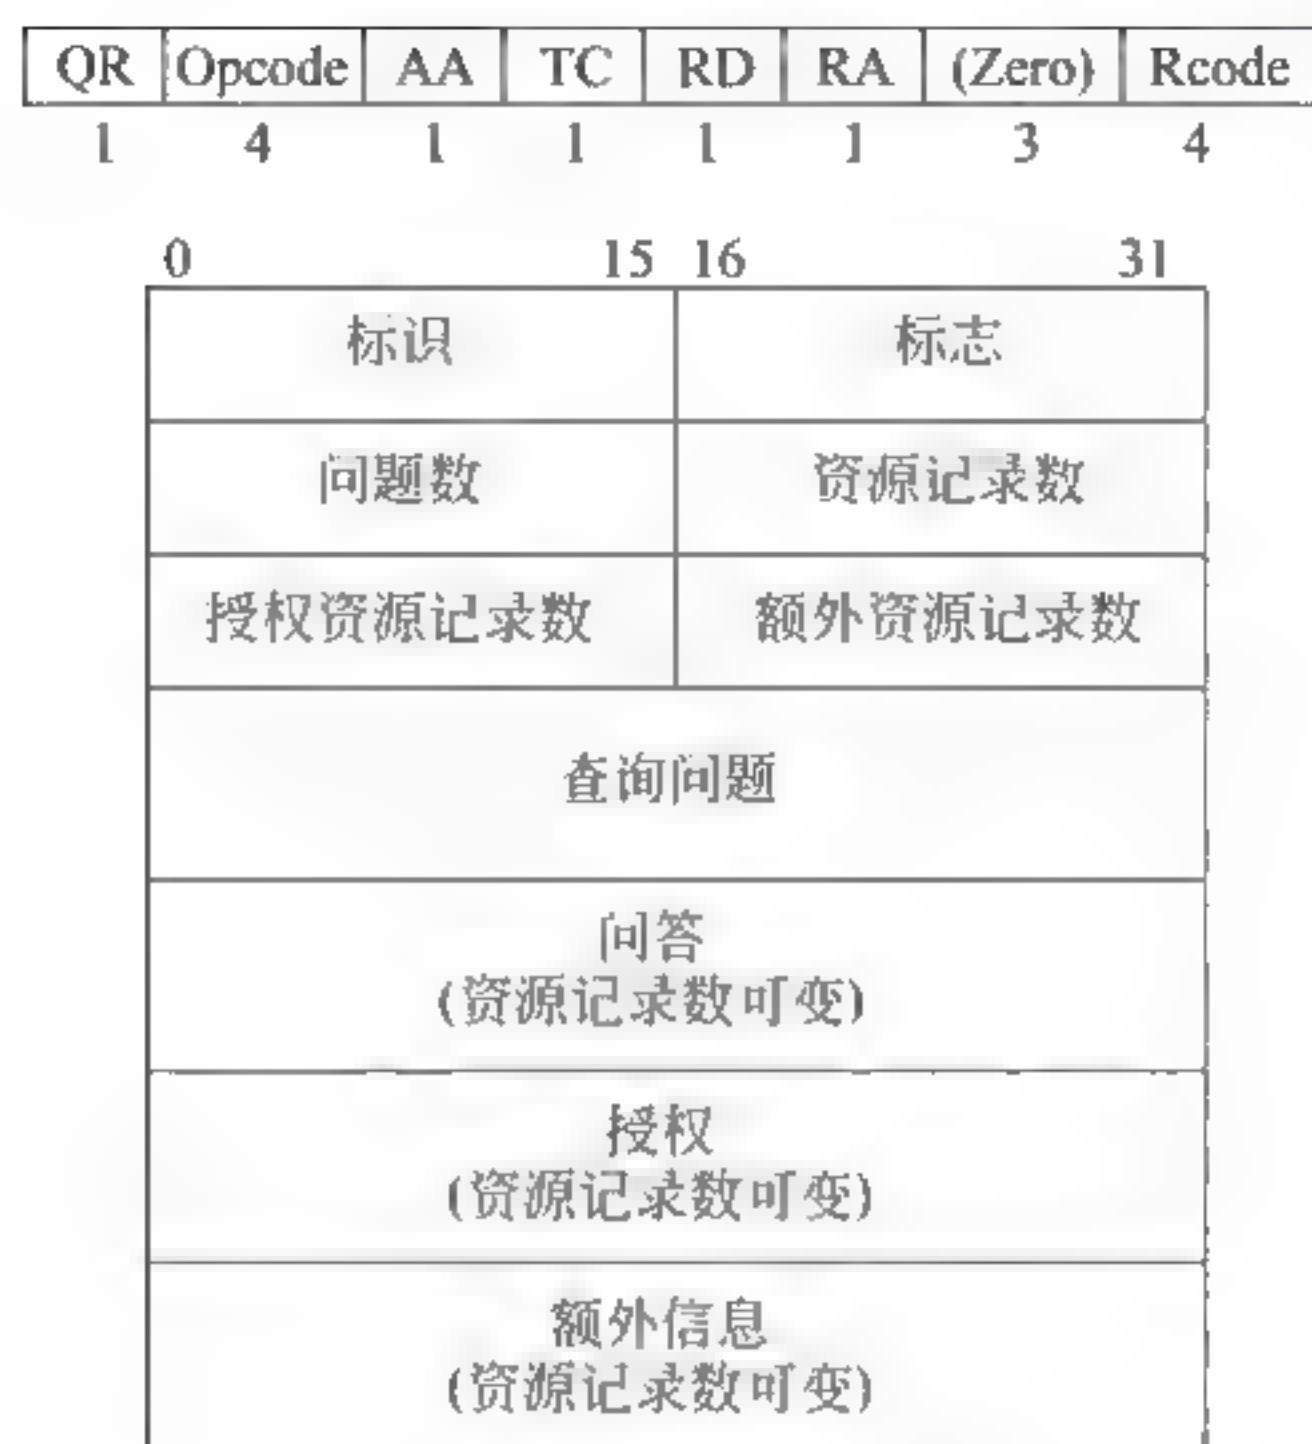 QR Opcode AA TC RD RA (Zero) Rcode
1 4 1 1 1 1 3 4
0 15 16 31
标识 标志
问题数 资源记录数
授权资源记录数 额外资源记录数
查询问题
问答
(资源记录数可变)
授权
(资源记录数可变)
额外信息
(资源记录数可变)